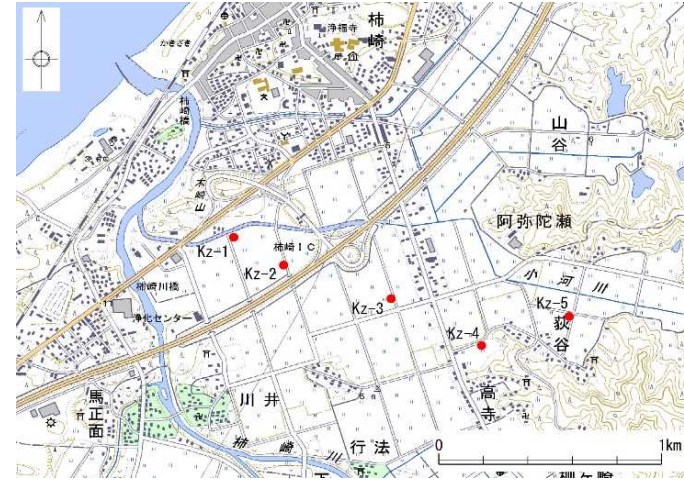 柿崎
浄福寺
かきざき
柿崎橋
山谷
木崎山
阿弥陀瀬
Kz-1
柿崎IC
小河川
Kz-2
柿崎川橋
Kz-3
Kz-5
浄化センター
荻谷
Kz-4
馬正面
川井
高寺
柿崎川
行法
0
1km